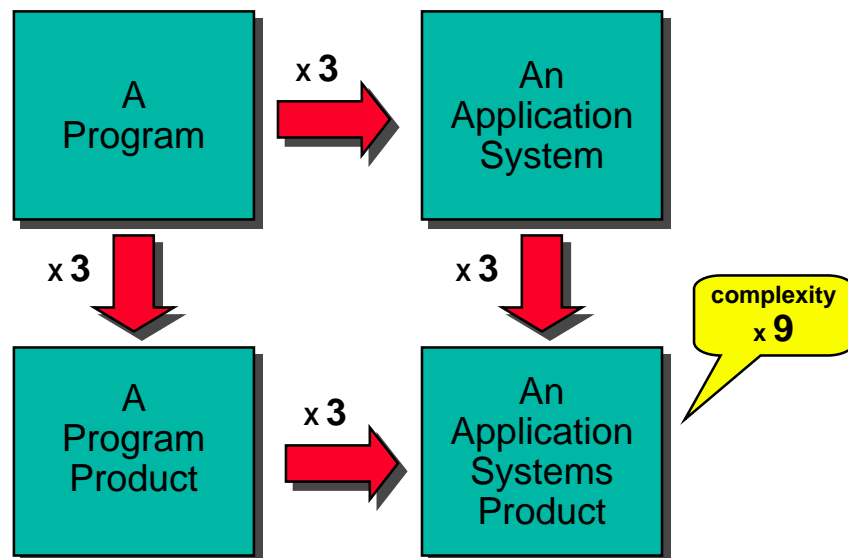 A
Program
x 3
An
Application
System
x 3
x 3
complexity
x 9
A
Program
Product
x 3
An
Application
Systems
Product